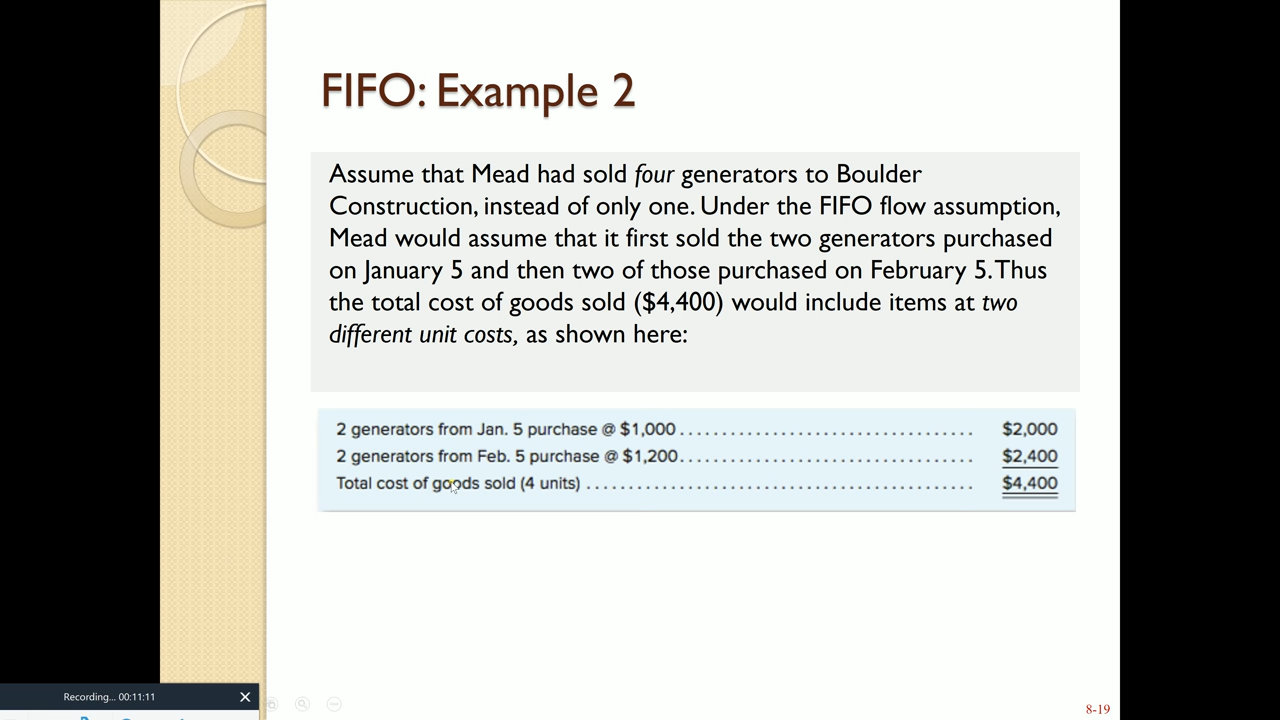 FIFO: Example 2
Assume that Mead had sold four generators to Boulder
Construction, instead of only one. Under the FIFO flow assumption,
Mead would assume that it first sold the two generators purchased
on January 5 and then two of those purchased on February 5. Thus
the total cost of goods sold ($4,400) would include items at two
different unit costs, as shown here:
2 generators from Jan. 5 purchase @ $1,000 .................................. $2,000
2 generators from Feb. 5 purchase @ $1,200.................................. $2,400
Total cost of goods sold (4 units) ............................................. $4,400
Recording... 00:11:11
8-19